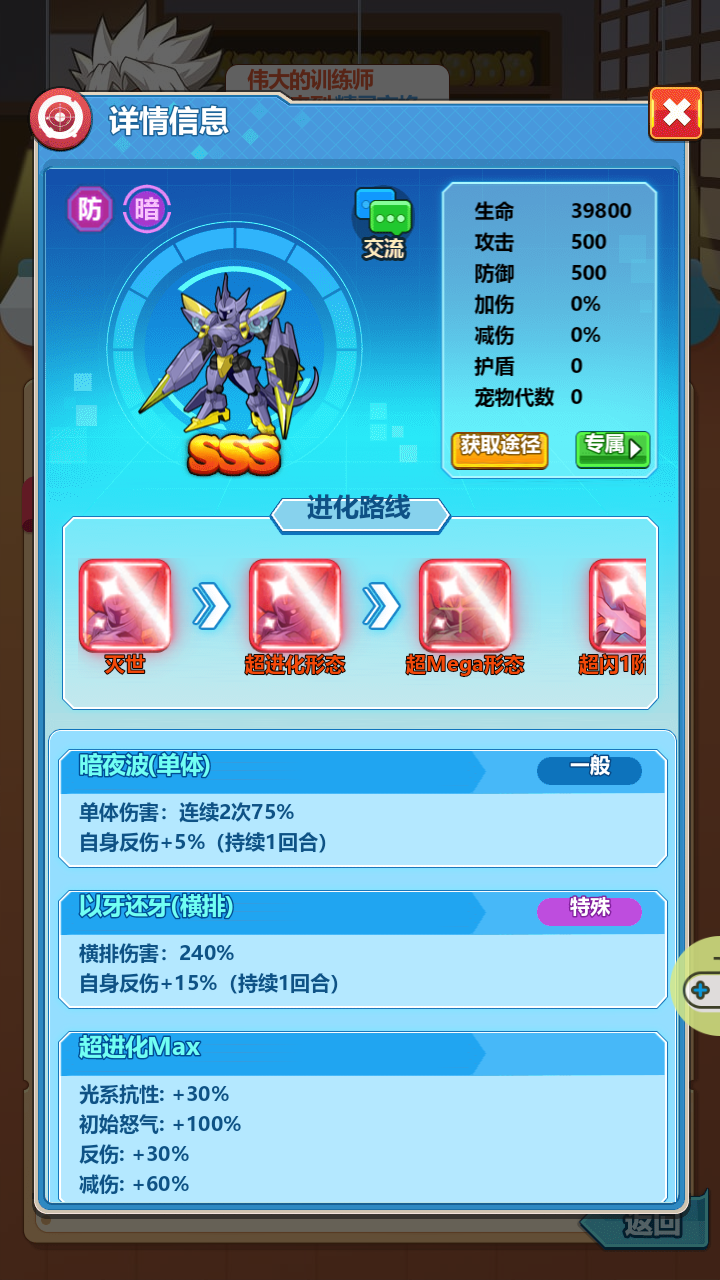 伟大的训练师
详情信息
防
暗
交流
生命 39800
攻击 500
防御 500
加伤 0%
减伤 0%
护盾 0
宠物代数 0
获取途径
专属
SSS
进化路线
灭世
超进化形态
超Mega形态
超闪1阶
暗夜波(单体)
一般
单体伤害：连续2次75%
自身反伤+5%（持续1回合）
以牙还牙(横排)
特殊
横排伤害：240%
自身反伤+15%（持续1回合）
超进化Max
光系抗性: +30%
初始怒气: +100%
反伤: +30%
减伤: +60%
返回